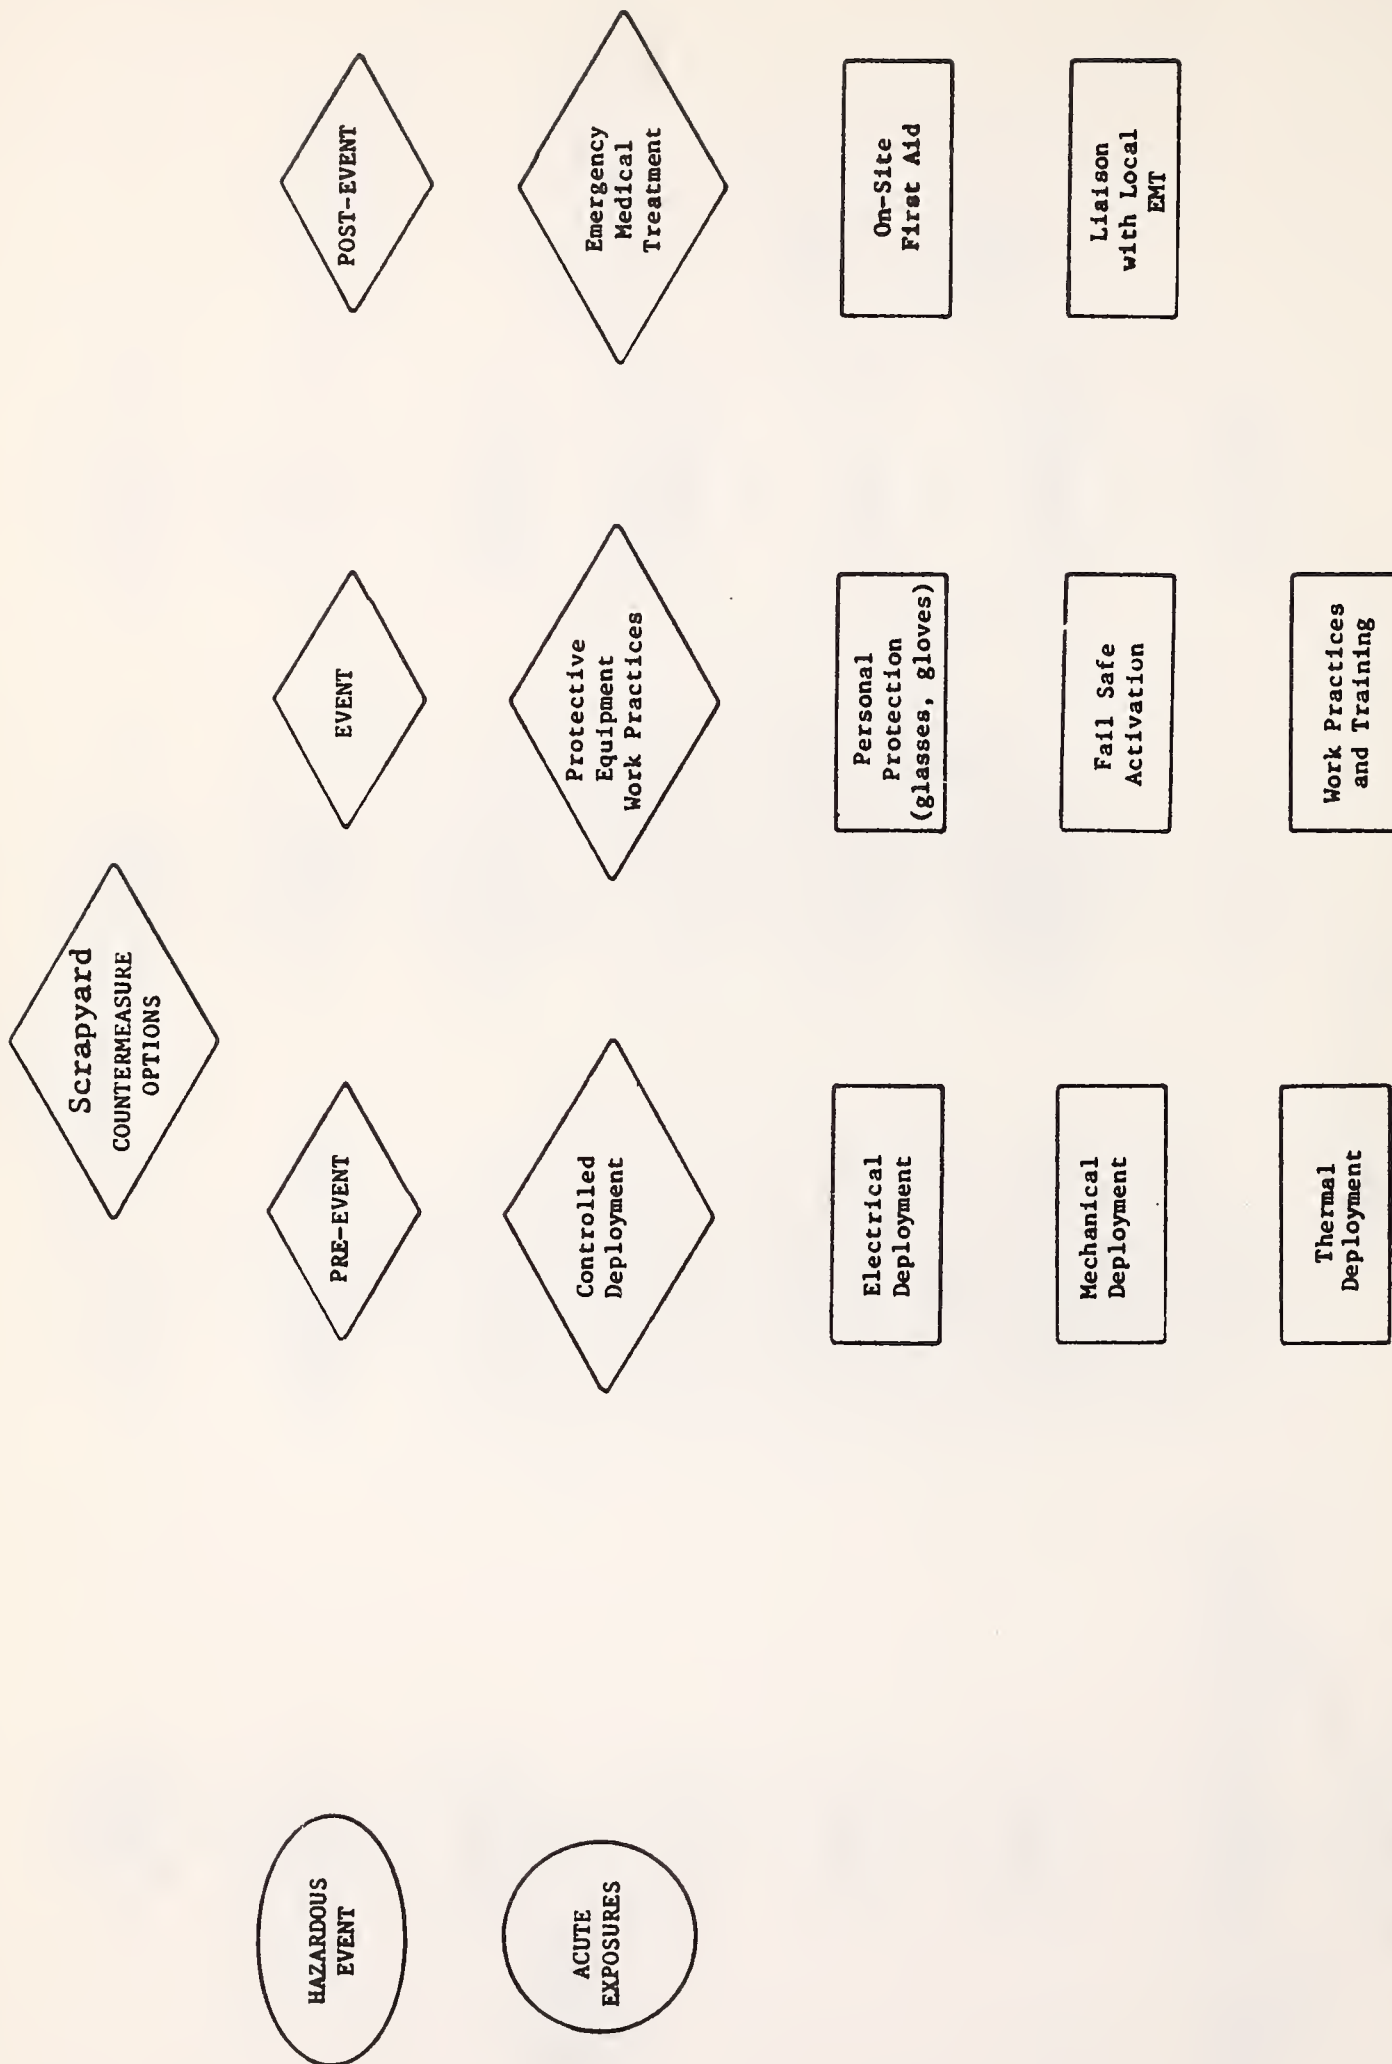 Scrapyard
COUNTERMEASURE
OPTIONS
HAZARDOUS
EVENT
PRE-EVENT
EVENT
POST-EVENT
ACUTE
EXPOSURES
Controlled
Deployment
Protective
Equipment
Work Practices
Emergency
Medical
Treatment
Electrical
Deployment
Personal
Protection
(glasses, gloves)
On-Site
First Aid
Mechanical
Deployment
Fail Safe
Activation
Liaison
with Local
EMT
Thermal
Deployment
Work Practices
and Training